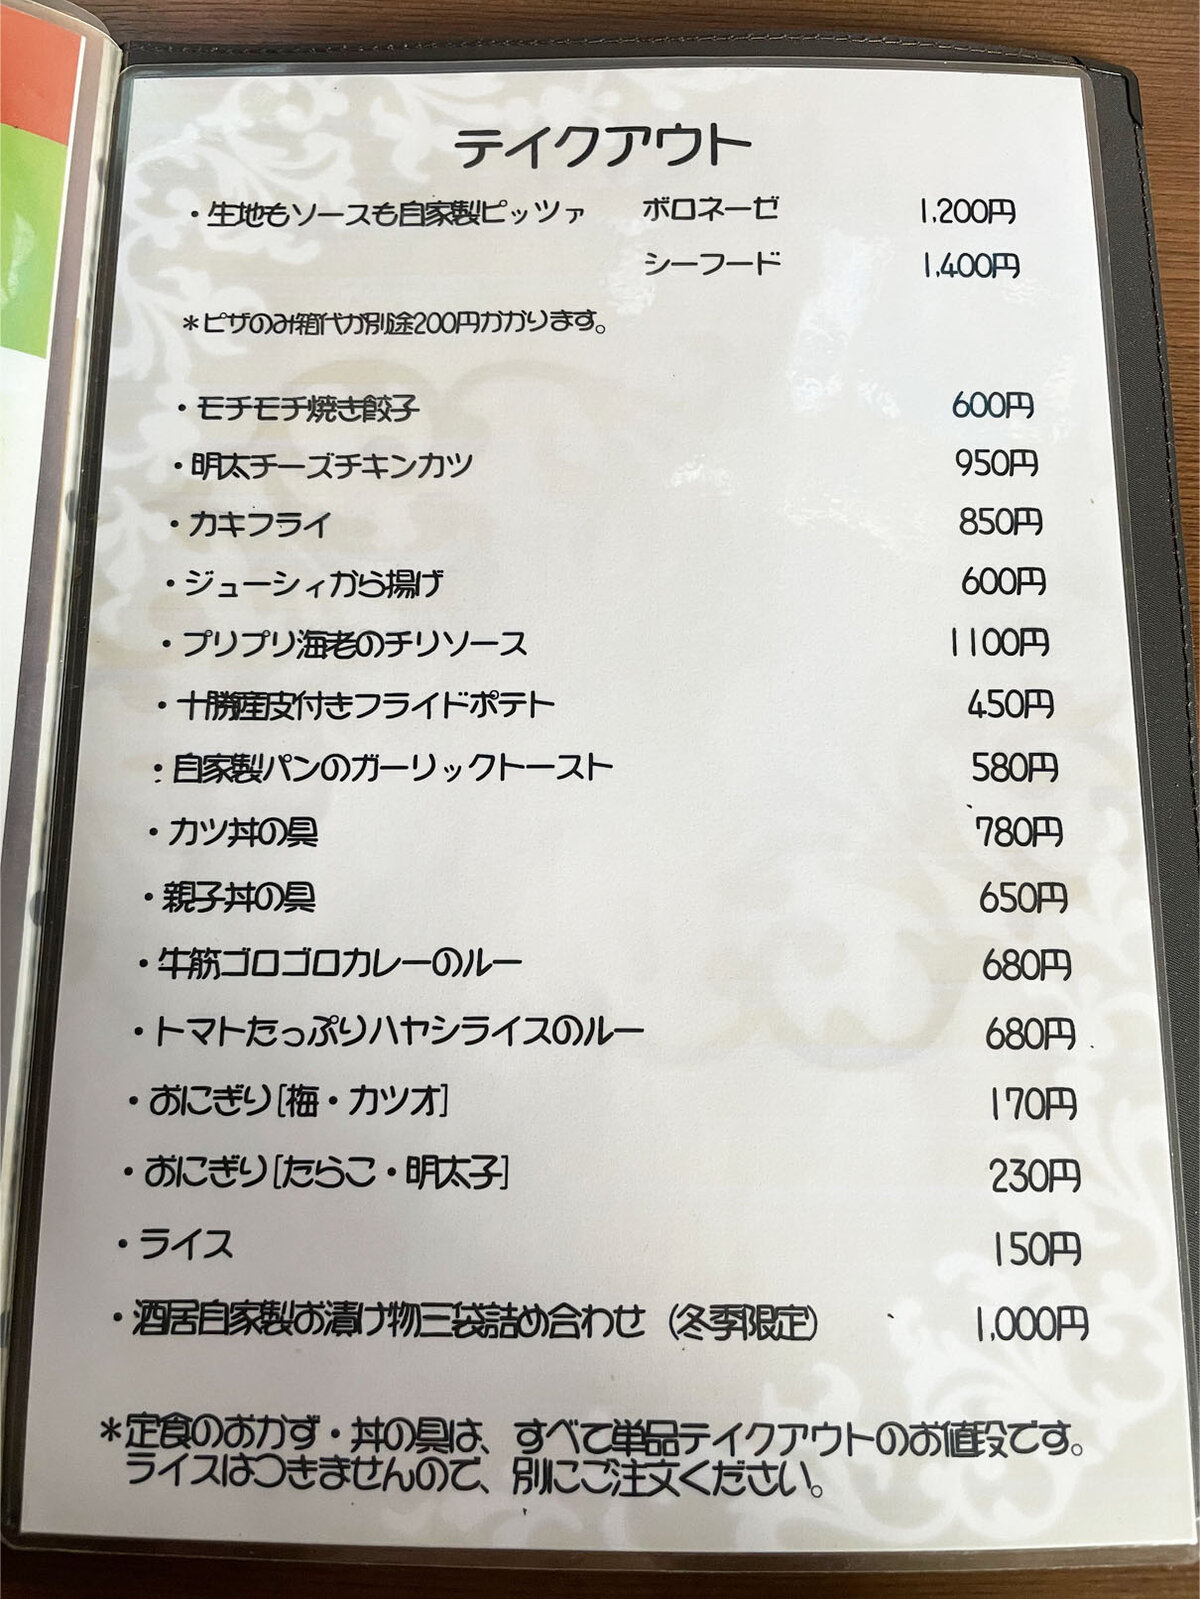 テイクアウト
・生地もソースも自家製ピッツァ ボロネーゼ 1,200円
シーフード 1,400円
＊ピザのみ箱代が別途200円かかります。
・モチモチ焼き餃子 600円
・明太チーズチキンカツ 950円
・カキフライ 850円
・ジューシィから揚げ 600円
・プリプリ海老のチリソース 1100円
・十勝産皮付きフライドポテト 450円
・自家製パンのガーリックトースト 580円
・カツ丼の具 780円
・親子丼の具 650円
・牛筋ゴロゴロカレーのルー 680円
・トマトたっぷりハヤシライスのルー 680円
・おにぎり[梅・カツオ] 170円
・おにぎり[たらこ・明太子] 230円
・ライス 150円
・酒居自家製お漬け物三袋詰め合わせ（冬季限定） 1,000円
＊定食のおかず・丼の具は、すべて単品テイクアウトのお値段です。
ライスはつきませんので、別にご注文ください。